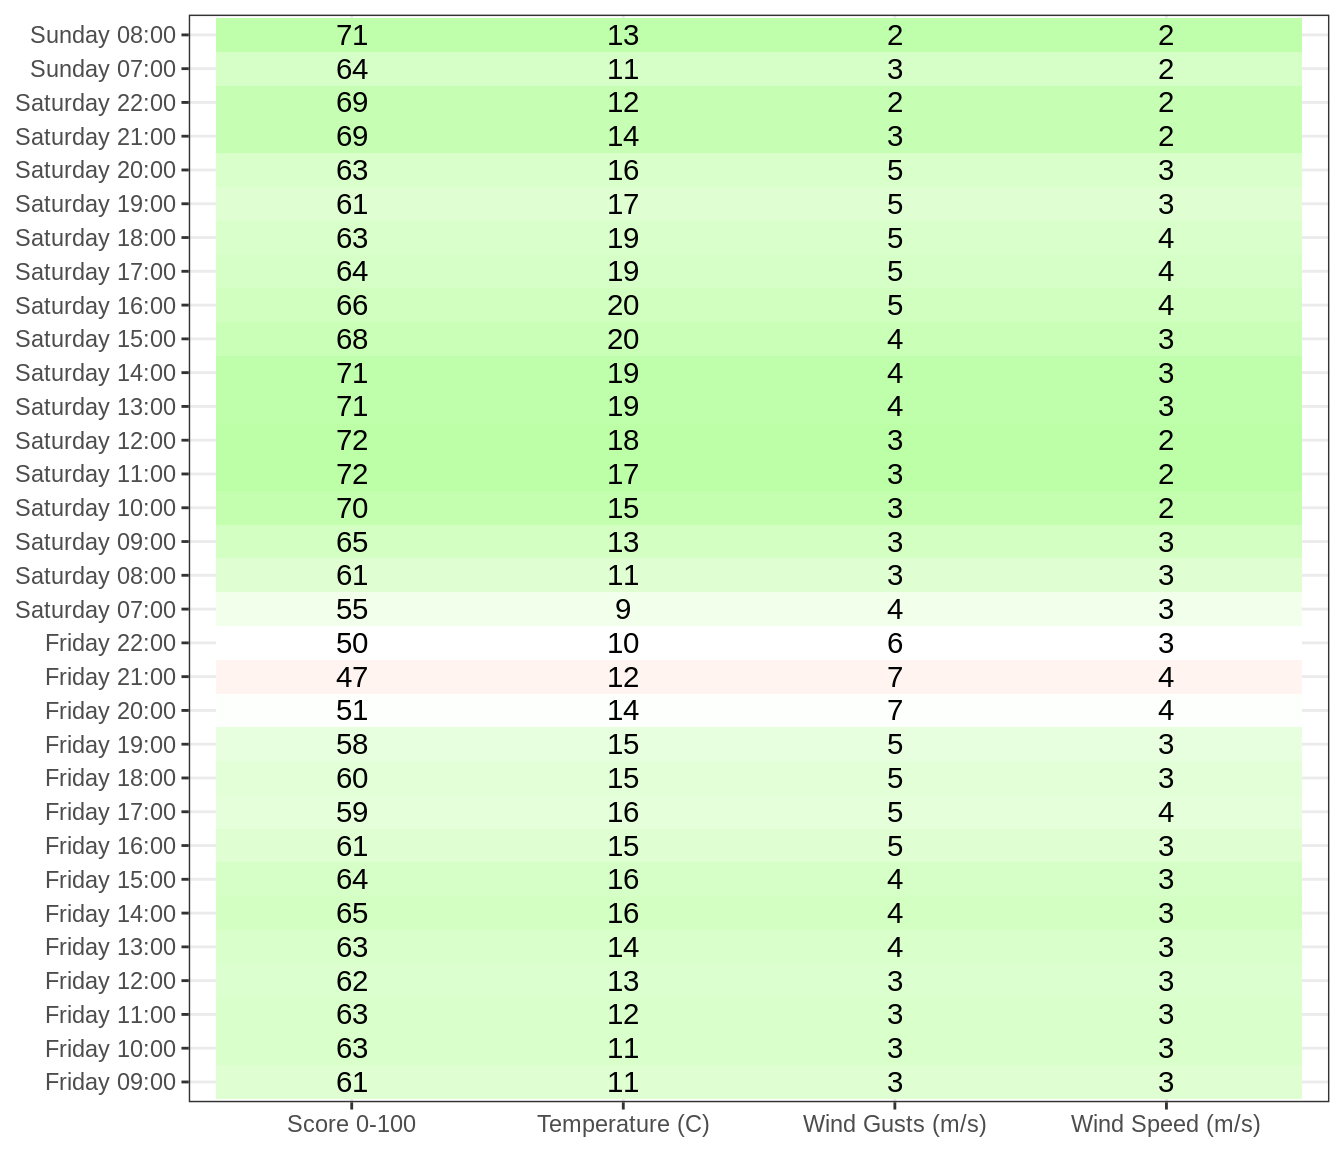 Sunday 08:00 71 13 2 2
Sunday 07:00 64 11 3 2
Saturday 22:00 69 12 2 2
Saturday 21:00 69 14 3 2
Saturday 20:00 63 16 5 3
Saturday 19:00 61 17 5 3
Saturday 18:00 63 19 5 4
Saturday 17:00 64 19 5 4
Saturday 16:00 66 20 5 4
Saturday 15:00 68 20 4 3
Saturday 14:00 71 19 4 3
Saturday 13:00 71 19 4 3
Saturday 12:00 72 18 3 2
Saturday 11:00 72 17 3 2
Saturday 10:00 70 15 3 2
Saturday 09:00 65 13 3 3
Saturday 08:00 61 11 3 3
Saturday 07:00 55 9 4 3
Friday 22:00 50 10 6 3
Friday 21:00 47 12 7 4
Friday 20:00 51 14 7 4
Friday 19:00 58 15 5 3
Friday 18:00 60 15 5 3
Friday 17:00 59 16 5 4
Friday 16:00 61 15 5 3
Friday 15:00 64 16 4 3
Friday 14:00 65 16 4 3
Friday 13:00 63 14 4 3
Friday 12:00 62 13 3 3
Friday 11:00 63 12 3 3
Friday 10:00 63 11 3 3
Friday 09:00 61 11 3 3
Score 0-100 Temperature (C) Wind Gusts (m/s) Wind Speed (m/s)